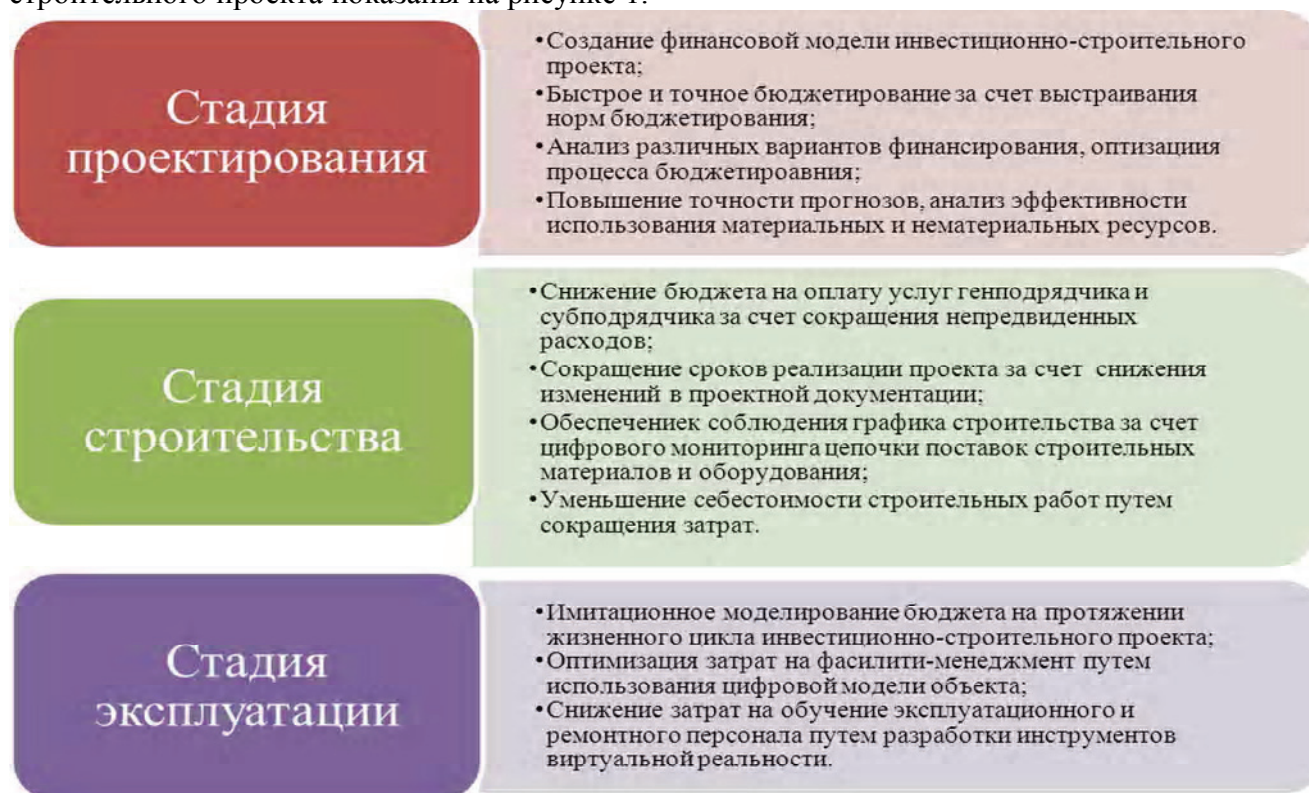 строительного проекта показаны на рисунке 1.
Стадия
проектирования
•Создание финансовой модели инвестиционно-строительного
проекта;
•Быстрое и точное бюджетирование за счет выстраивания
норм бюджетирования;
•Анализ различных вариантов финансирования, оптизациия
процесса бюджетироавния;
•Повышение точности прогнозов, анализ эффективности
использования материальных и нематериальных ресурсов.
Стадия
строительства
•Снижение бюджета на оплату услуг генподрядчика и
субподрядчика за счет сокращения непредвиденных
расходов;
•Сокращение сроков реализации проекта за счет снижения
изменений в проектной документации;
•Обеспечениек соблюдения графика строительства за счет
цифрового мониторинга цепочки поставок строительных
материалов и оборудования;
•Уменьшение себестоимости строительных работ путем
сокращения затрат.
Стадия
эксплуатации
•Имитационное моделирование бюджета на протяжении
жизненного цикла инвестиционно-строительного проекта;
•Оптимизация затрат на фасилити-менеджмент путем
использования цифровой модели объекта;
•Снижение затрат на обучение эксплуатационного и
ремонтного персонала путем разработки инструментов
виртуальной реальности.